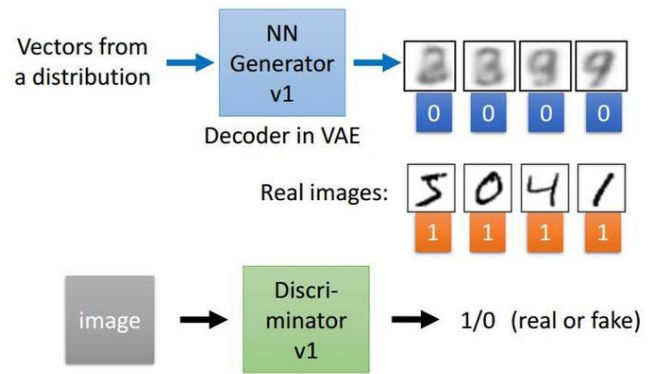 Vectors from
a distribution
NN
Generator
v1
Decoder in VAE
0 0 0 0
Real images:
5 0 4 1
1 1 1 1
image
Discri-
minator
v1
1/0 (real or fake)